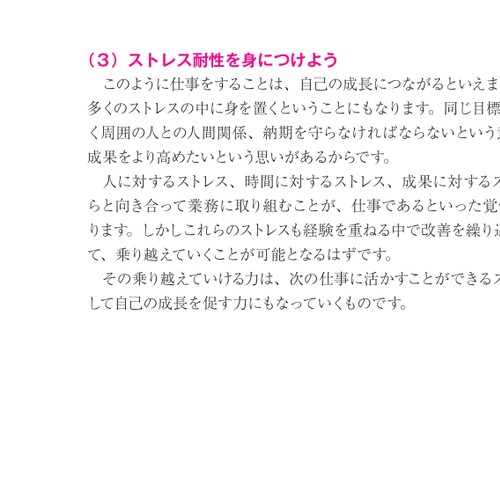 （３）ストレス耐性を身につけよう
このように仕事をすることは、自己の成長につながるといえま
多くのストレスの中に身を置くということにもなります。同じ目標
く周囲の人との人間関係、納期を守らなければならないという
成果をより高めたいという思いがあるからです。
人に対するストレス、時間に対するストレス、成果に対するス
らと向き合って業務に取り組むことが、仕事であるといった覚
ります。しかしこれらのストレスも経験を重ねる中で改善を繰り返
て、乗り越えていくことが可能となるはずです。
その乗り越えていける力は、次の仕事に活かすことができるス
して自己の成長を促す力にもなっていくものです。